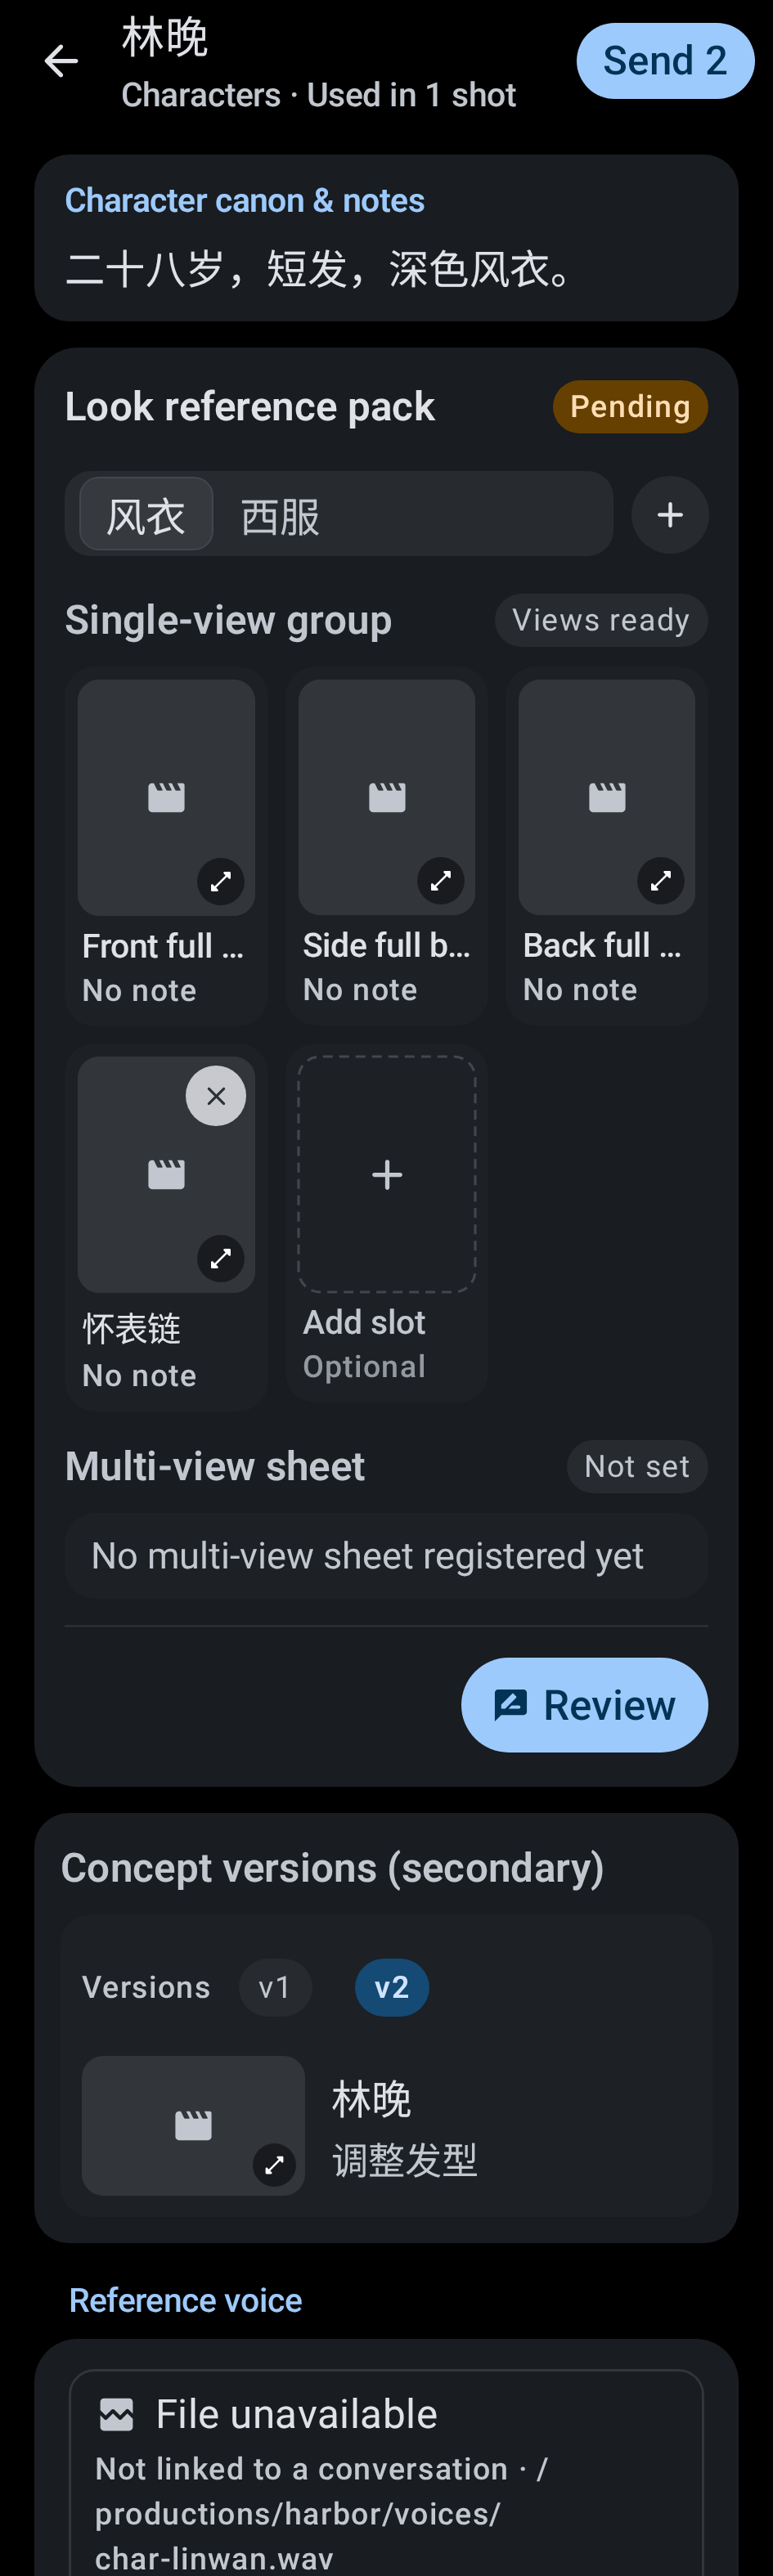 林晚
Characters · Used in 1 shot
Send 2
Character canon & notes
二十八岁，短发，深色风衣。
Look reference pack
Pending
风衣
西服
Single-view group
Views ready
Front full ...
No note
Side full b...
No note
Back full ...
No note
怀表链
No note
Add slot
Optional
Multi-view sheet
Not set
No multi-view sheet registered yet
Review
Concept versions (secondary)
Versions
v1
v2
林晚
调整发型
Reference voice
File unavailable
Not linked to a conversation · /
productions/harbor/voices/
char-linwan.wav